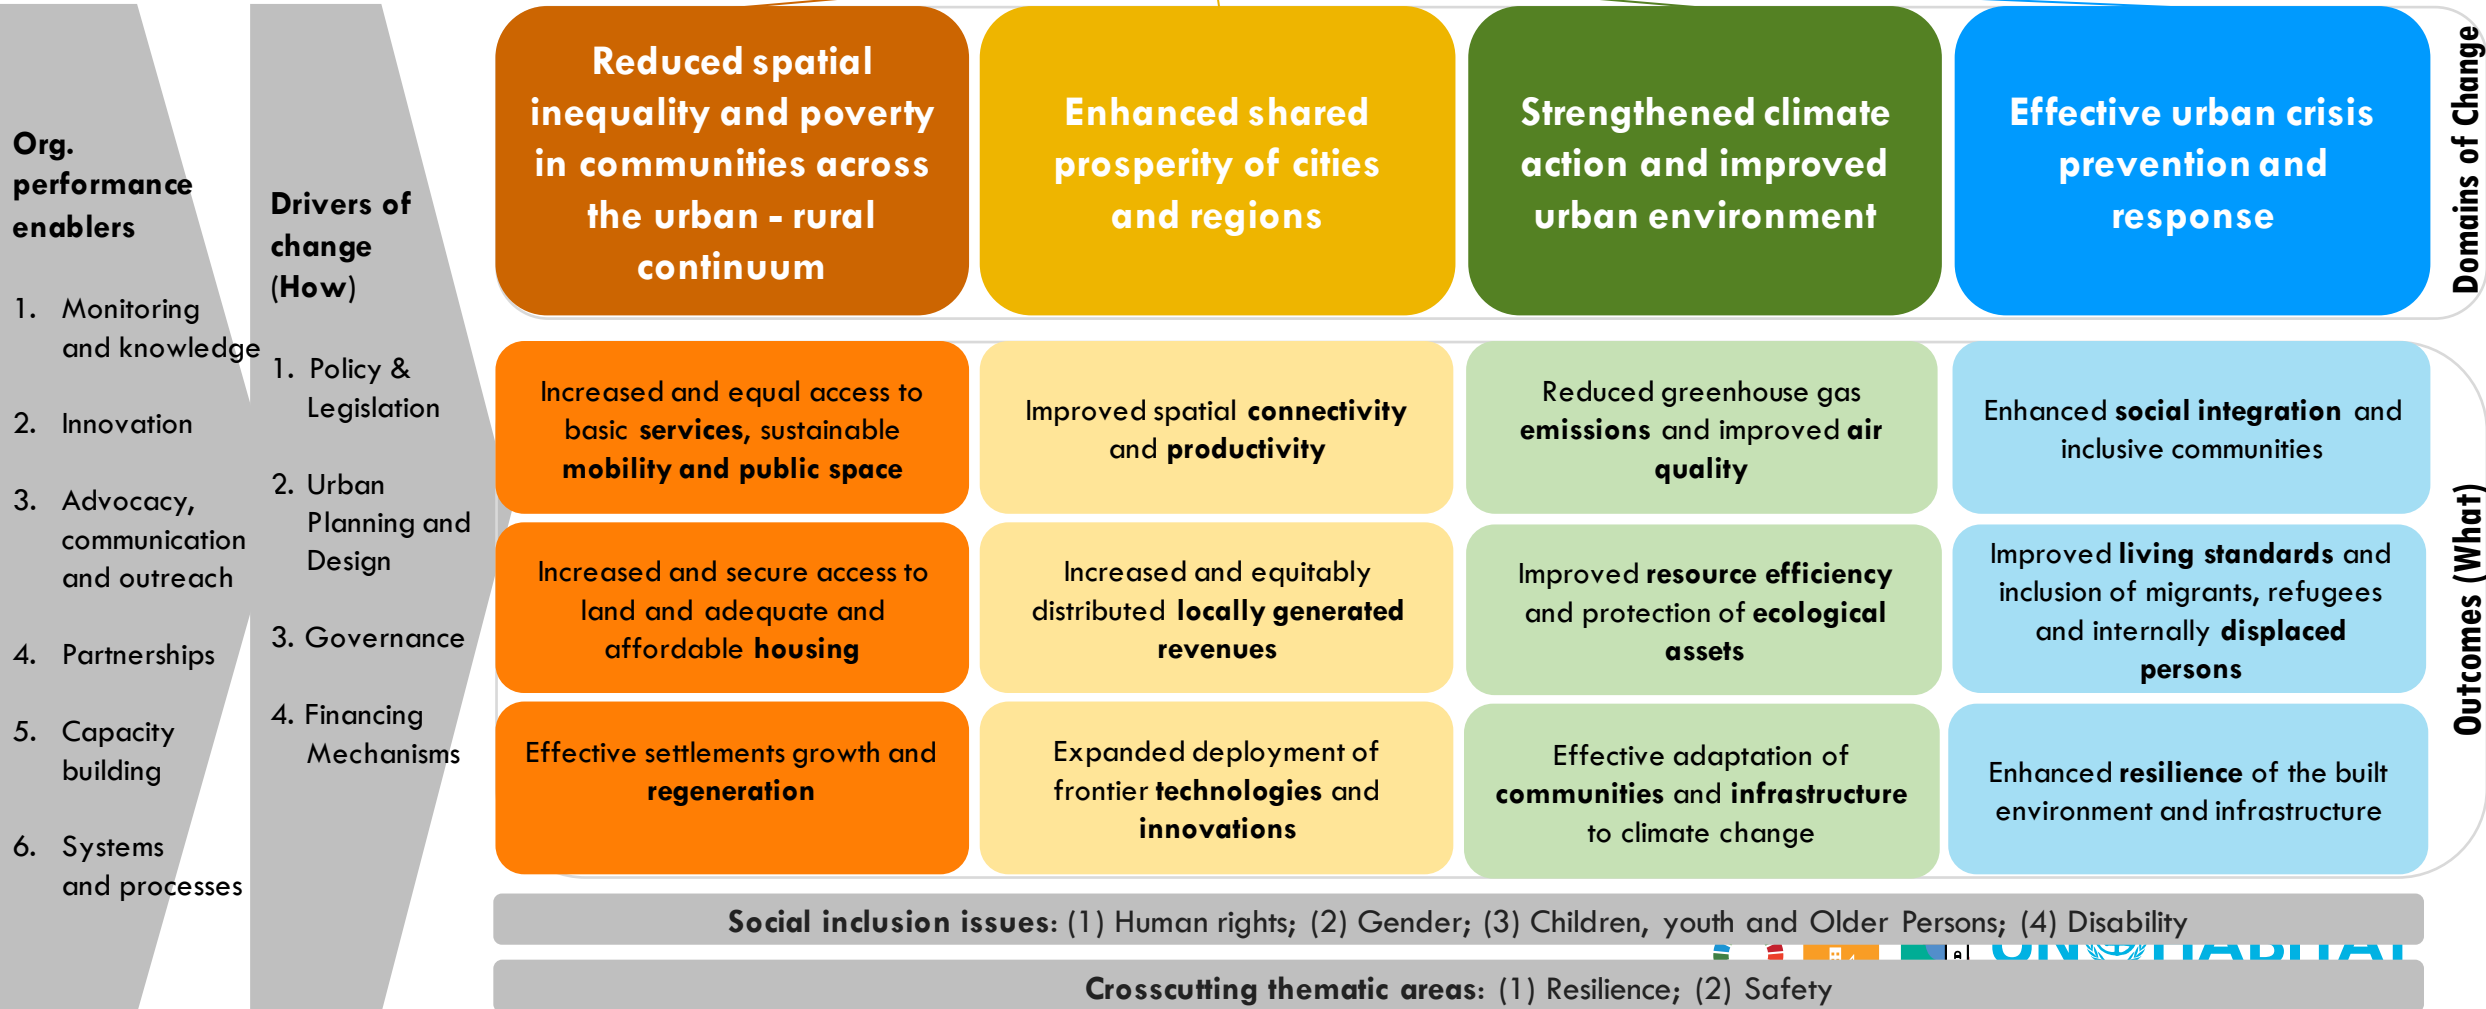 Org.
performance
enablers
1. Monitoring
and knowledge
2. Innovation
3. Advocacy,
communication
and outreach
4. Partnerships
5. Capacity
building
6. Systems
and processes
Drivers of
change
(How)
1. Policy &
Legislation
2. Urban
Planning and
Design
3. Governance
4. Financing
Mechanisms
Reduced spatial
inequality and poverty
in communities across
the urban - rural
continuum
Enhanced shared
prosperity of cities
and regions
Strengthened climate
action and improved
urban environment
Effective urban crisis
prevention and
response
Domains of Change
Increased and equal access to
basic services, sustainable
mobility and public space
Improved spatial connectivity
and productivity
Reduced greenhouse gas
emissions and improved air
quality
Enhanced social integration and
inclusive communities
Increased and secure access to
land and adequate and
affordable housing
Increased and equitably
distributed locally generated
revenues
Improved resource efficiency
and protection of ecological
assets
Improved living standards and
inclusion of migrants, refugees
and internally displaced
persons
Effective settlements growth and
regeneration
Expanded deployment of
frontier technologies and
innovations
Effective adaptation of
communities and infrastructure
to climate change
Enhanced resilience of the built
environment and infrastructure
Outcomes (What)
Social inclusion issues: (1) Human rights; (2) Gender; (3) Children, youth and Older Persons; (4) Disability
UN HABITAT
Crosscutting thematic areas: (1) Resilience; (2) Safety